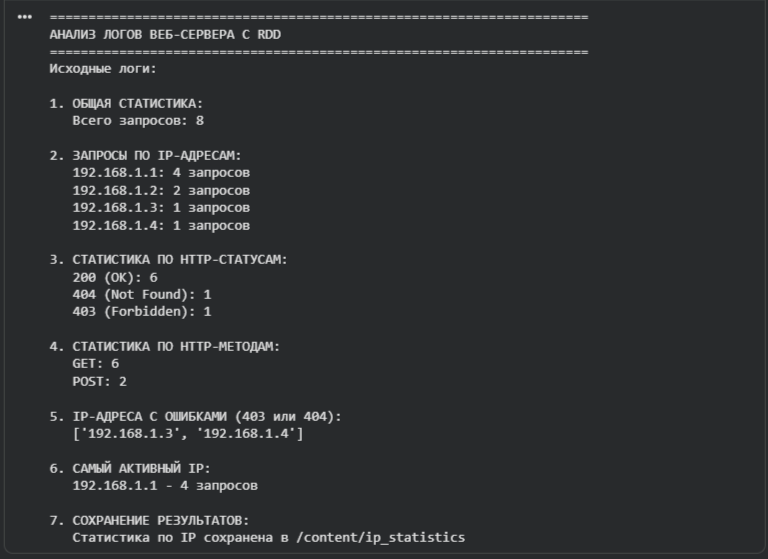 •••
======================================================================
АНАЛИЗ ЛОГОВ ВЕБ-СЕРВЕРА С RDD
======================================================================
Исходные логи:
1. ОБЩАЯ СТАТИСТИКА:
Всего запросов: 8
2. ЗАПРОСЫ ПО IP-АДРЕСАМ:
192.168.1.1: 4 запросов
192.168.1.2: 2 запросов
192.168.1.3: 1 запросов
192.168.1.4: 1 запросов
3. СТАТИСТИКА ПО HTTP-СТАТУСАМ:
200 (OK): 6
404 (Not Found): 1
403 (Forbidden): 1
4. СТАТИСТИКА ПО HTTP-МЕТОДАМ:
GET: 6
POST: 2
5. IP-АДРЕСА С ОШИБКАМИ (403 или 404):
['192.168.1.3', '192.168.1.4']
6. САМЫЙ АКТИВНЫЙ IP:
192.168.1.1 - 4 запросов
7. СОХРАНЕНИЕ РЕЗУЛЬТАТОВ:
Статистика по IP сохранена в /content/ip_statistics